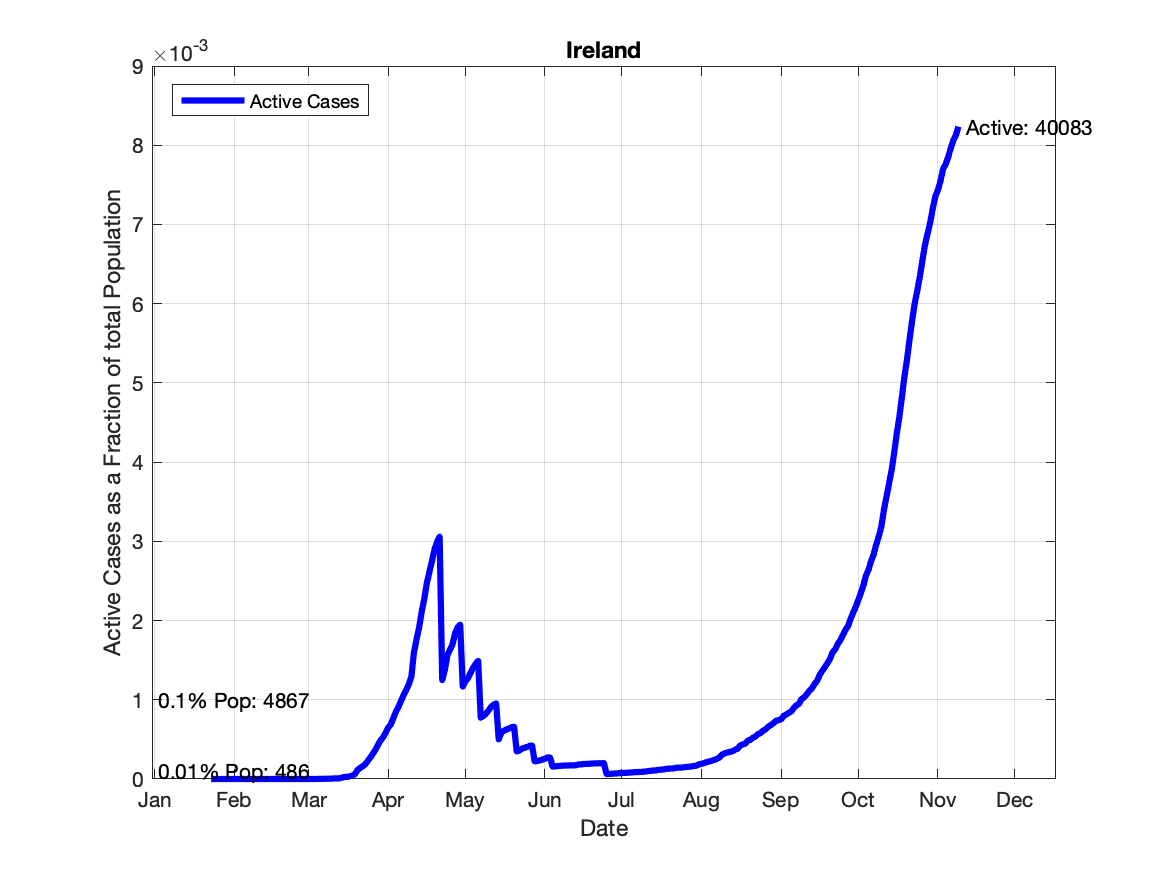 Ireland
×10-3
9
8
7
6
5
4
3
2
1
0
Active Cases
Active: 40083
0.1% Pop: 4867
0.01% Pop: 486
Active Cases as a Fraction of total Population
Jan Feb Mar Apr May Jun Jul Aug Sep Oct Nov Dec
Date